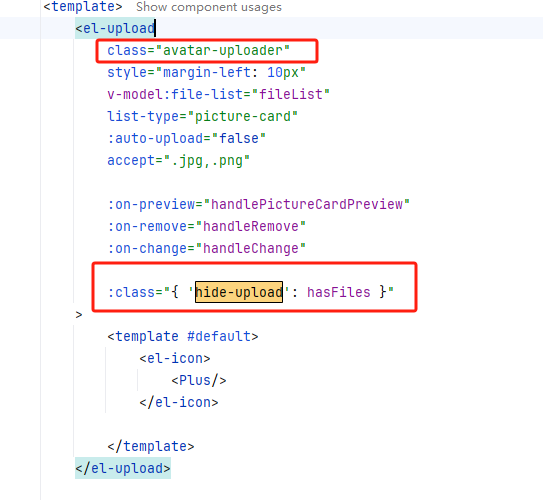 <template> Show component usages
<el-upload
class="avatar-uploader"
style="margin-left: 10px"
v-model:file-list="fileList"
list-type="picture-card"
:auto-upload="false"
accept=".jpg,.png"
:on-preview="handlePictureCardPreview"
:on-remove="handleRemove"
:on-change="handleChange"
:class="{ 'hide-upload': hasFiles }"
>
<template #default>
<el-icon>
<Plus/>
</el-icon>
</template>
</el-upload>